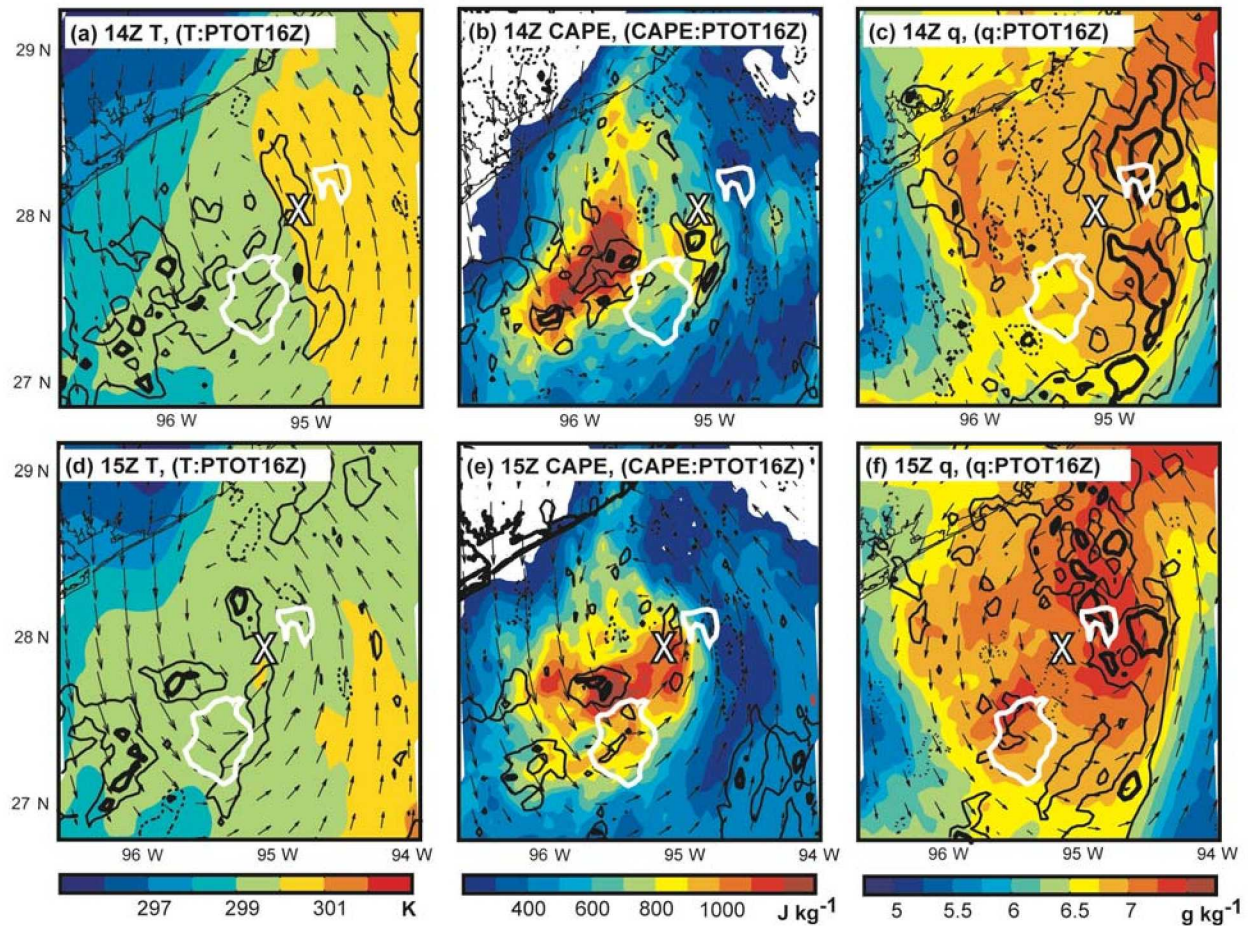 (a) 14Z T, (T:PTOT16Z)
(b) 14Z CAPE, (CAPE:PTOT16Z)
(c) 14Z q, (q:PTOT16Z)
29 N
28 N
27 N
X
X
X
96 W
95 W
96 W
95 W
96 W
95 W
(d) 15Z T, (T:PTOT16Z)
(e) 15Z CAPE, (CAPE:PTOT16Z)
(f) 15Z q, (q:PTOT16Z)
29 N
28 N
27 N
X
X
X
96 W
95 W
94 W
96 W
95 W
94 W
96 W
95 W
94 W
297
299
301
K
400
600
800
1000
J kg-1
5
5.5
6
6.5
7
g kg-1